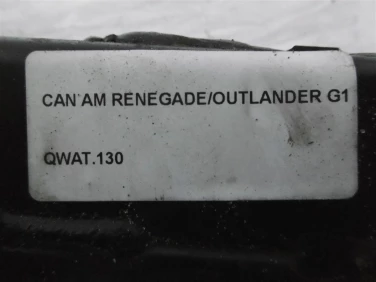 CAN`AM RENEGADE/OUTLANDER G1
QWAT.130